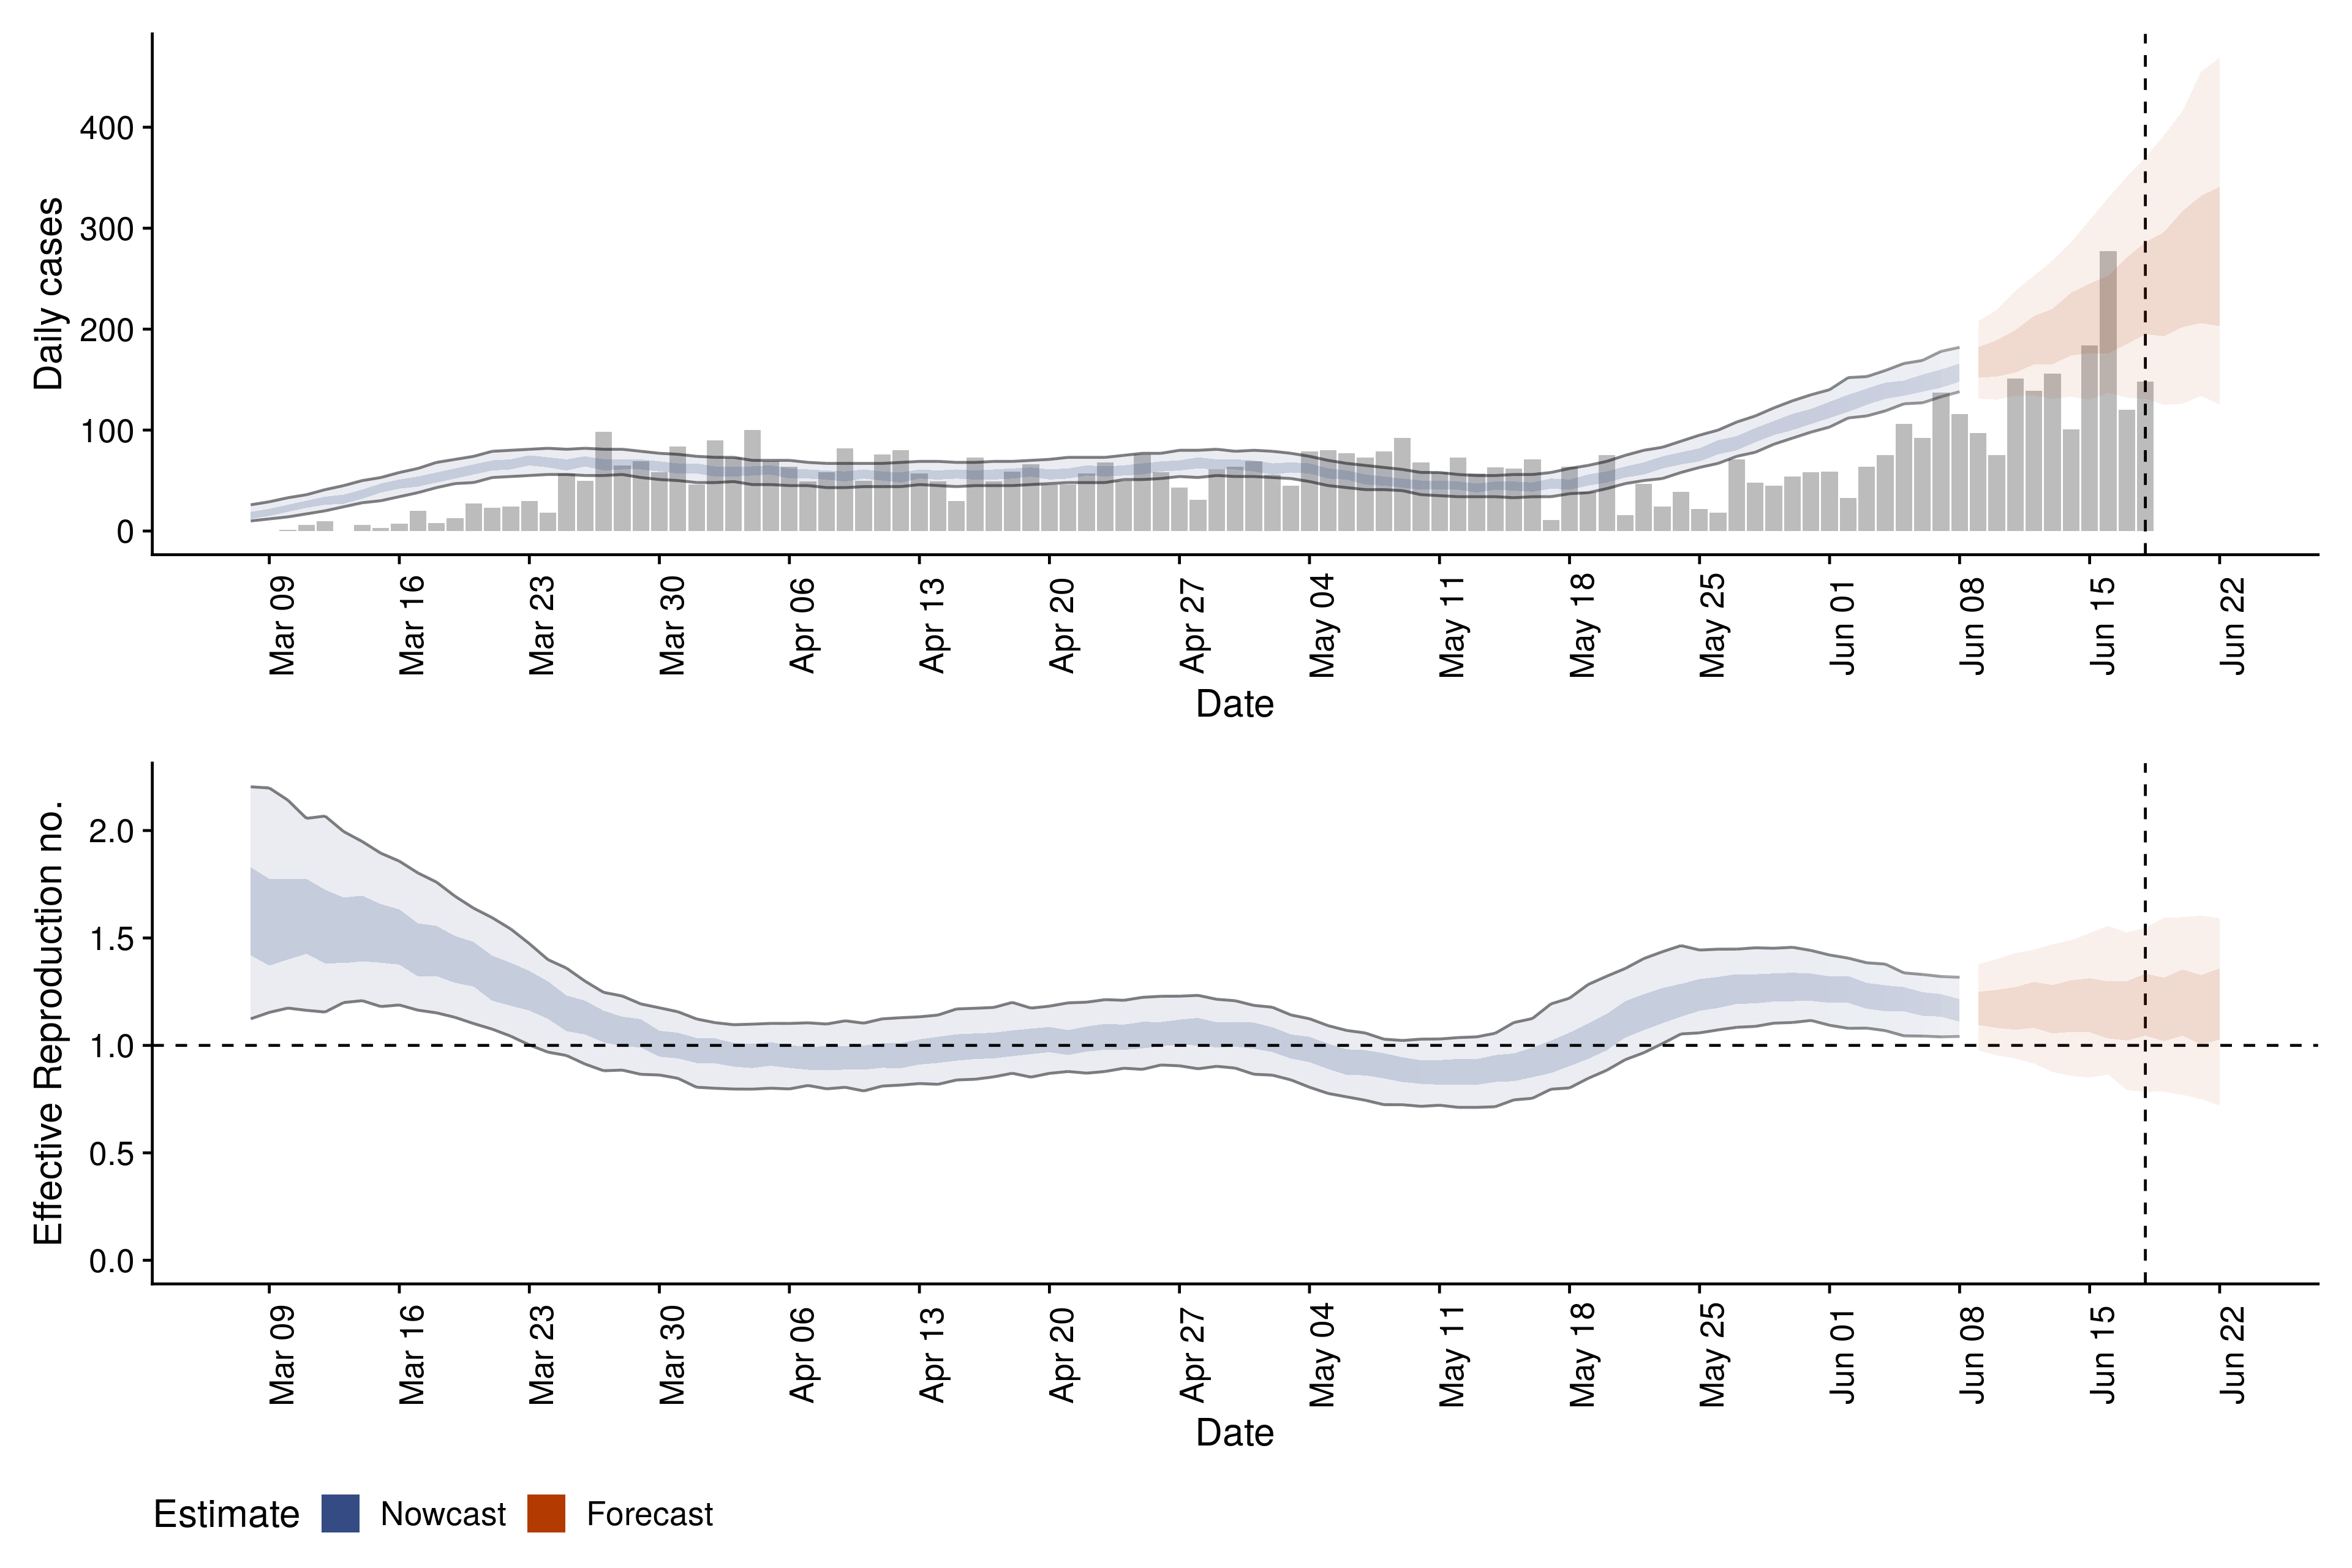 Daily cases
400
300
200
100
0
Mar 09
Mar 16
Mar 23
Mar 30
Apr 06
Apr 13
Apr 20
Apr 27
May 04
May 11
May 18
May 25
Jun 01
Jun 08
Jun 15
Jun 22
Date
Effective Reproduction no.
2.0
1.5
1.0
0.5
0.0
Mar 09
Mar 16
Mar 23
Mar 30
Apr 06
Apr 13
Apr 20
Apr 27
May 04
May 11
May 18
May 25
Jun 01
Jun 08
Jun 15
Jun 22
Date
Estimate Nowcast Forecast